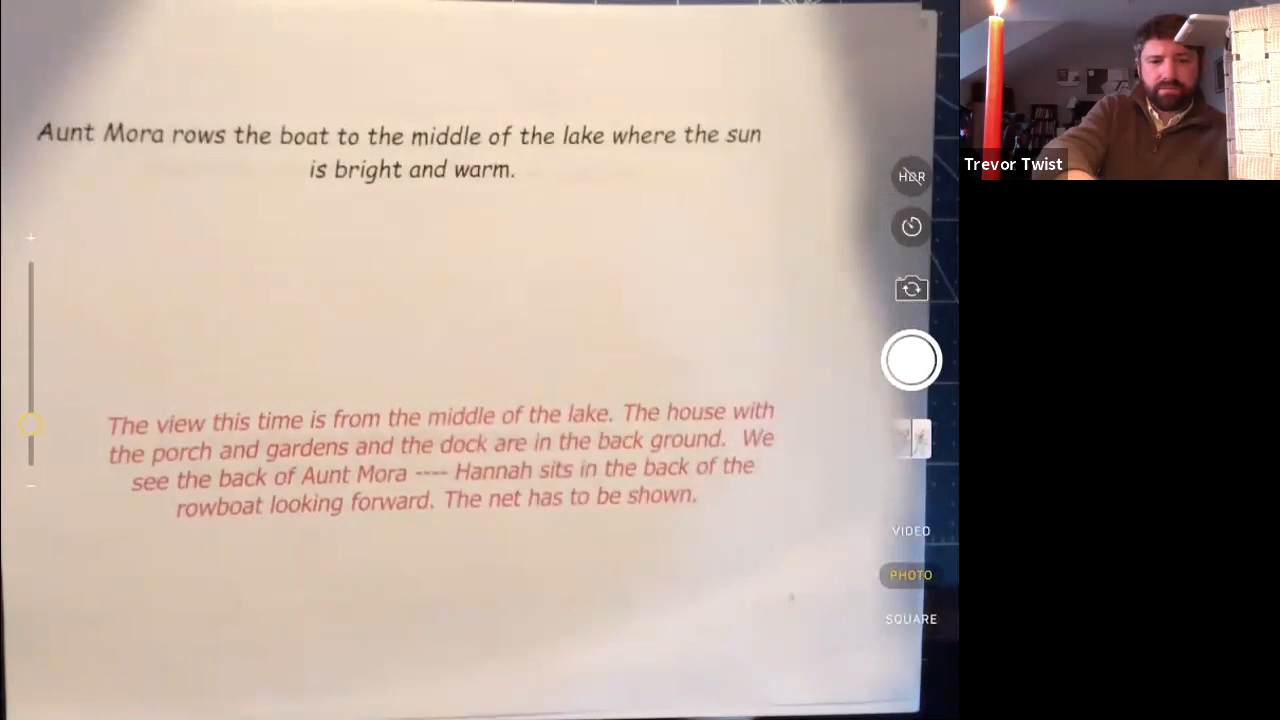 Aunt Mora rows the boat to the middle of the lake where the sun
is bright and warm.
The view this time is from the middle of the lake. The house with
the porch and gardens and the dock are in the back ground. We
see the back of Aunt Mora ---- Hannah sits in the back of the
rowboat looking forward. The net has to be shown.
HDR
VIDEO
PHOTO
SQUARE
Trevor Twist